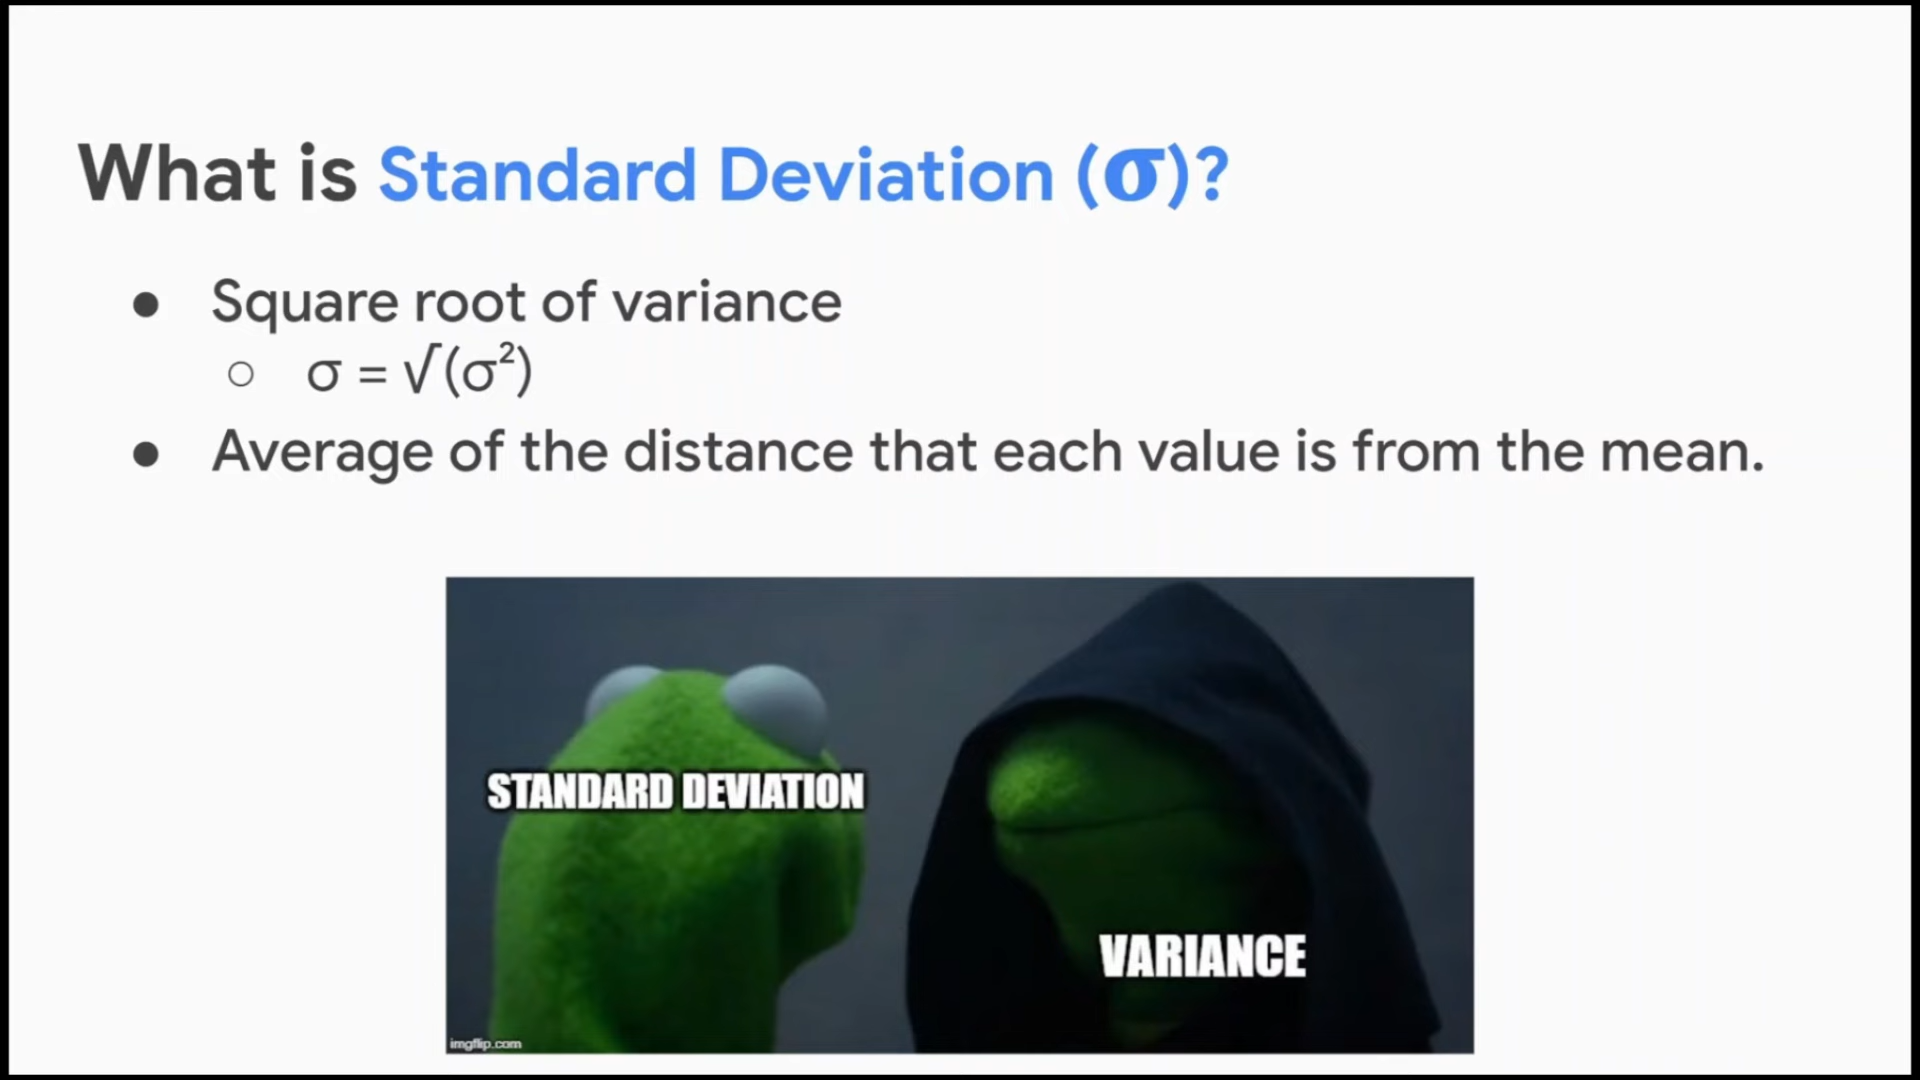 What is Standard Deviation (σ)?
● Square root of variance
○ σ = √(σ²)
● Average of the distance that each value is from the mean.
STANDARD DEVIATION
VARIANCE
imgflip.com